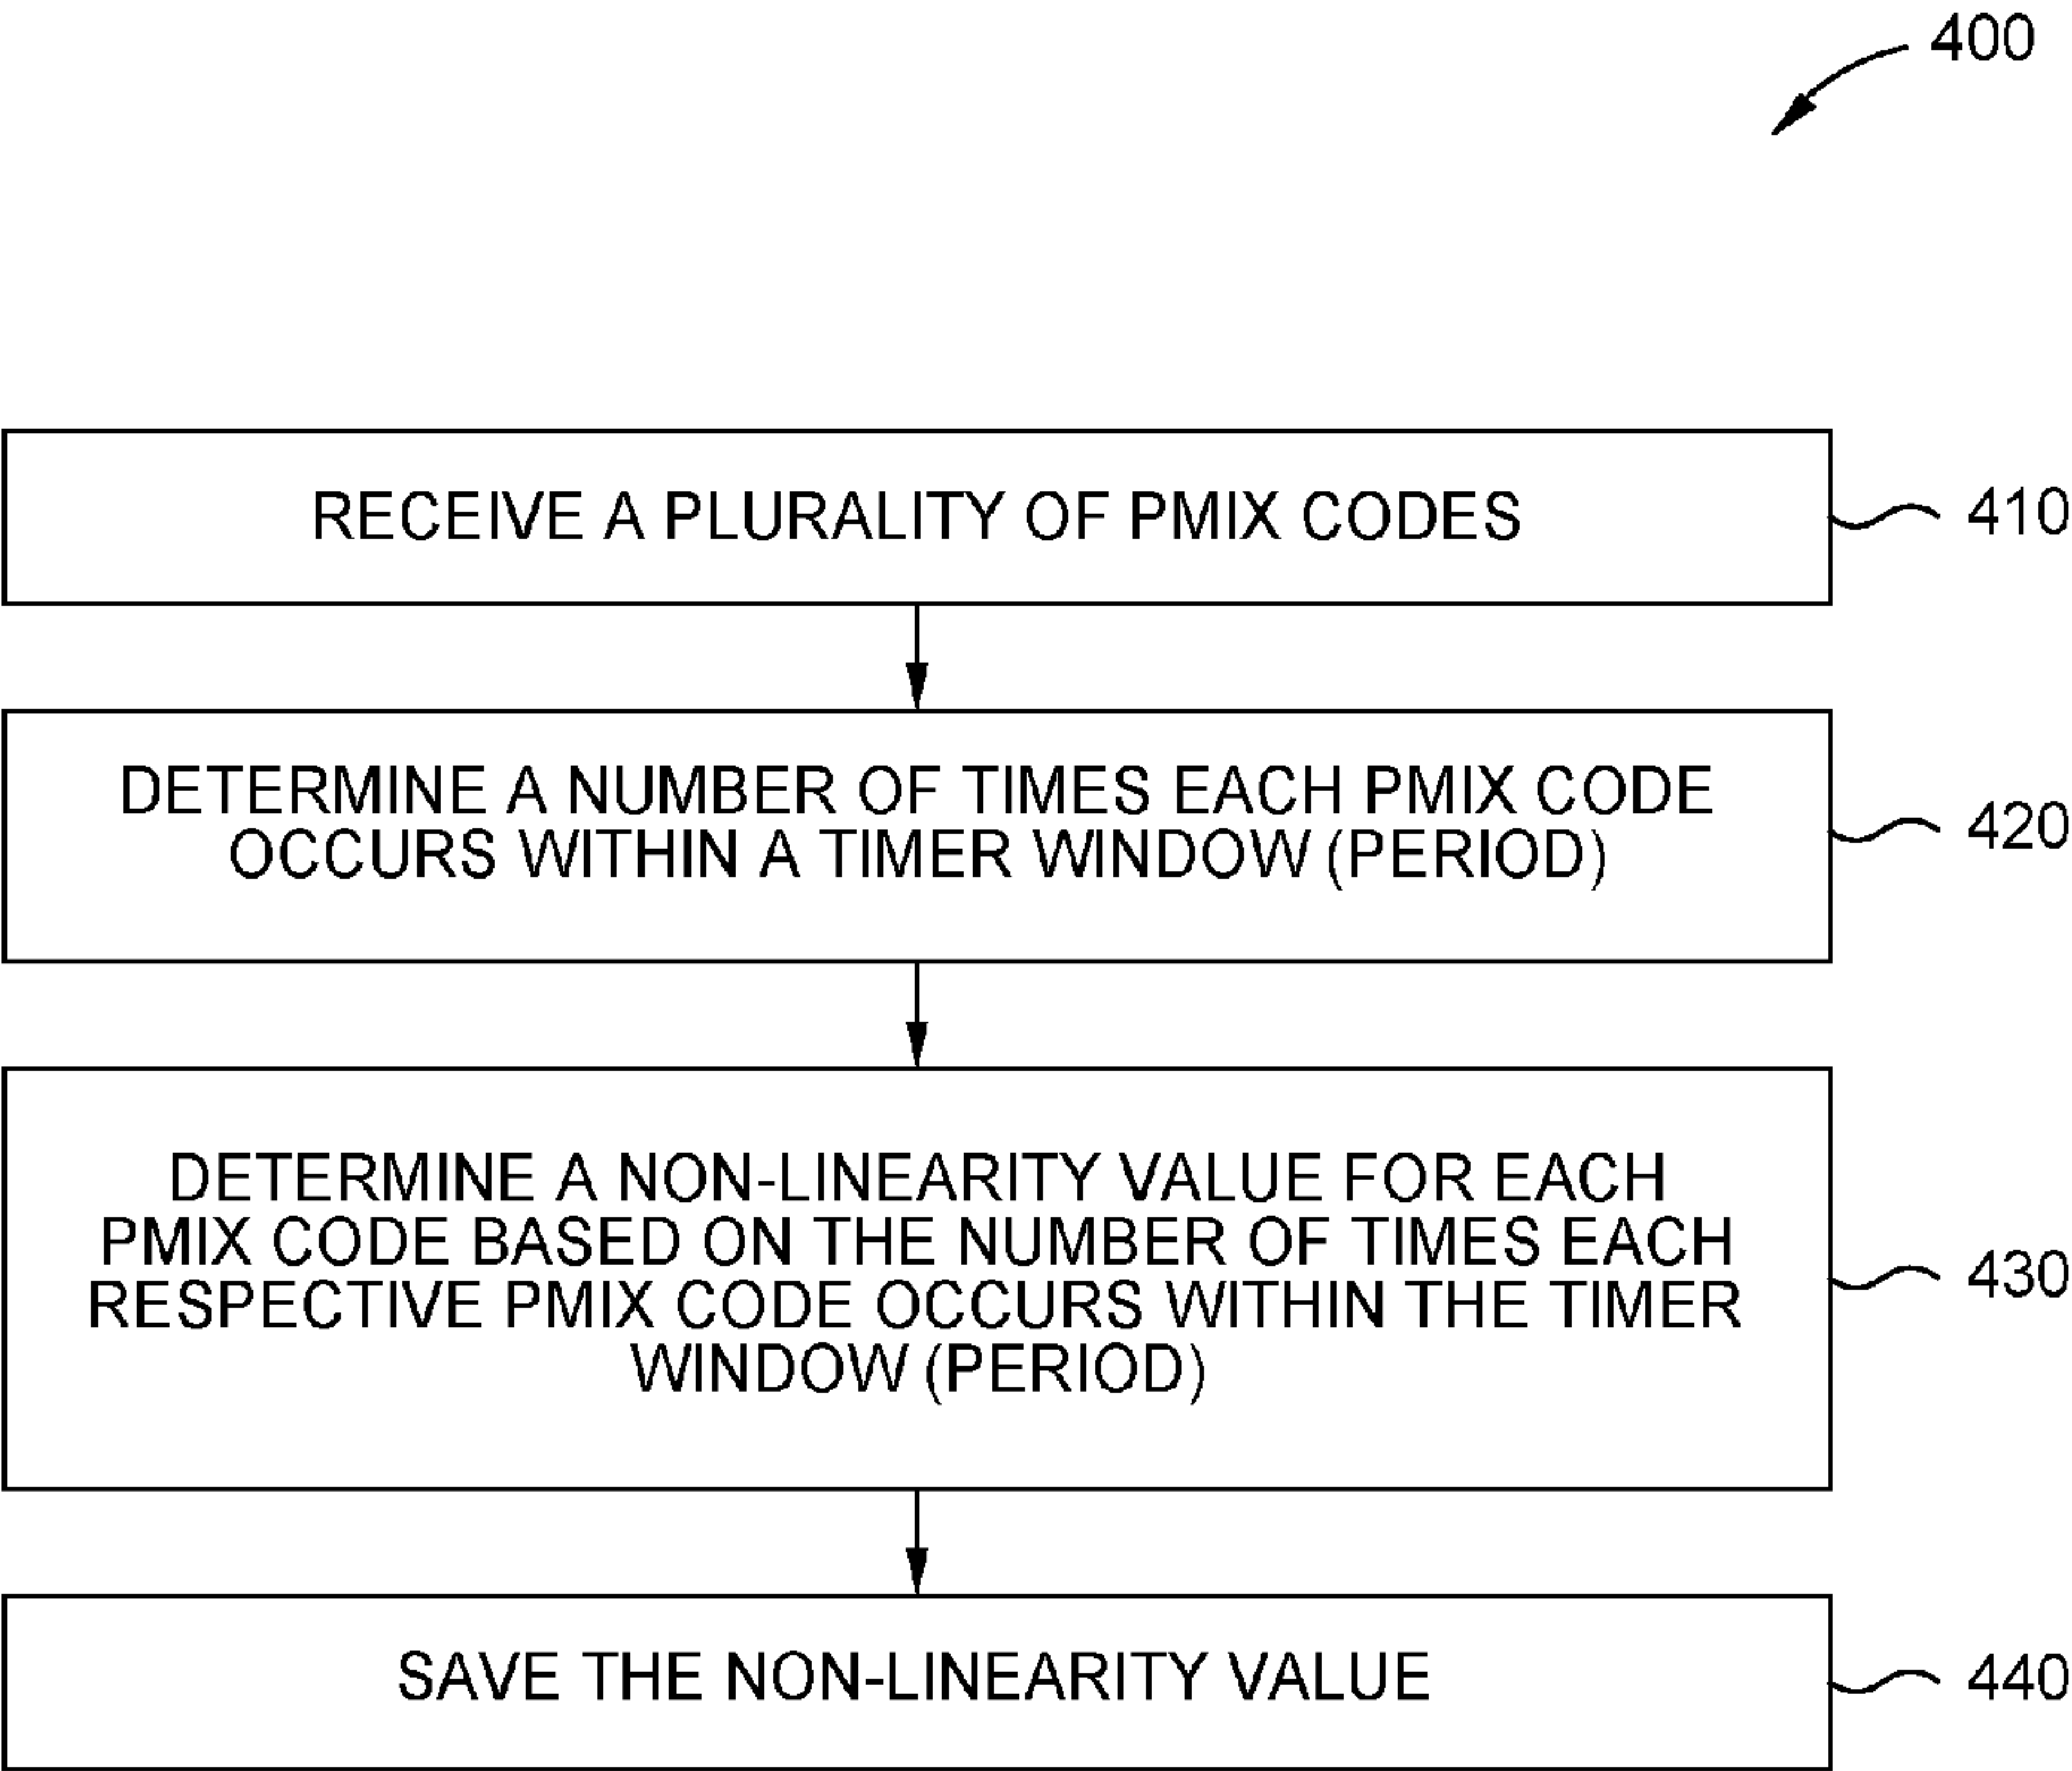 400
RECEIVE A PLURALITY OF PMIX CODES
410
DETERMINE A NUMBER OF TIMES EACH PMIX CODE
OCCURS WITHIN A TIMER WINDOW (PERIOD)
420
DETERMINE A NON-LINEARITY VALUE FOR EACH
PMIX CODE BASED ON THE NUMBER OF TIMES EACH
RESPECTIVE PMIX CODE OCCURS WITHIN THE TIMER
WINDOW (PERIOD)
430
SAVE THE NON-LINEARITY VALUE
440